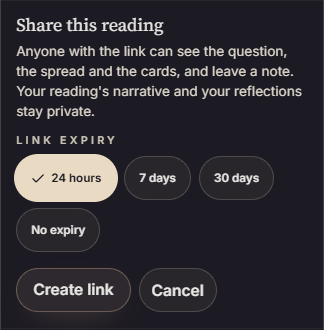 Share this reading
Anyone with the link can see the question,
the spread and the cards, and leave a note.
Your reading's narrative and your reflections
stay private.
LINK EXPIRY
24 hours 7 days 30 days
No expiry
Create link Cancel